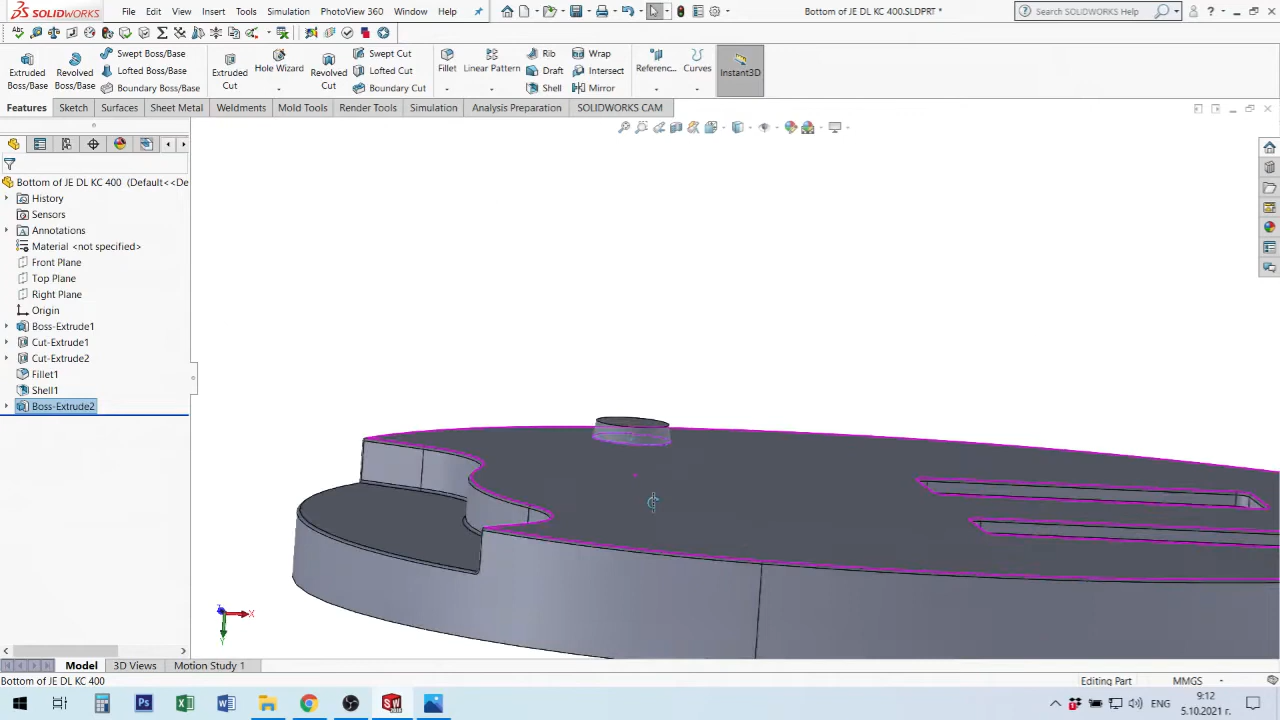 SOLIDWORKS File Edit View Insert Tools Simulation PhotoView 360 Window Help Bottom of JE DL KC 400.SLDPRT * Search SOLIDWORKS Help
Extruded Boss/Base
Revolved Boss/Base
Swept Boss/Base
Lofted Boss/Base
Boundary Boss/Base
Extruded Cut
Hole Wizard
Revolved Cut
Swept Cut
Lofted Cut
Boundary Cut
Fillet
Linear Pattern
Rib
Draft
Shell
Wrap
Intersect
Mirror
Referenc...
Curves
Instant3D
Features Sketch Surfaces Sheet Metal Weldments Mold Tools Render Tools Simulation Analysis Preparation SOLIDWORKS CAM
Bottom of JE DL KC 400 (Default<<De
History
Sensors
Annotations
Material <not specified>
Front Plane
Top Plane
Right Plane
Origin
Boss-Extrude1
Cut-Extrude1
Cut-Extrude2
Fillet1
Shell1
Boss-Extrude2
Z X
Y
Model 3D Views Motion Study 1
Bottom of JE DL KC 400 Editing Part MMGS
Ps SW ENG 9:12
5.10.2021 г.